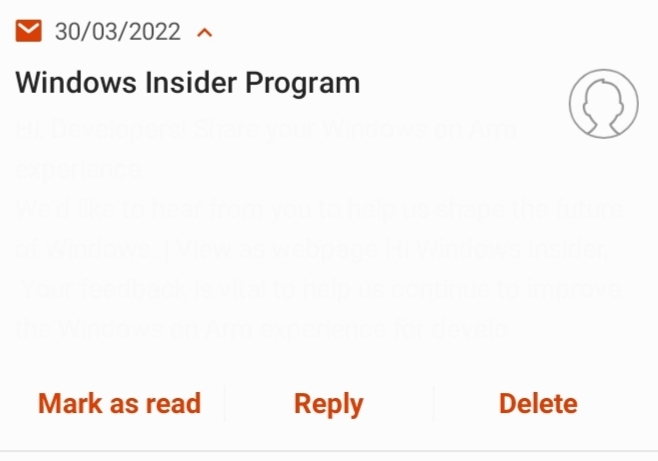 30/03/2022
Windows Insider Program
Hi, Developers! Share your Windows on Arm
experience
We'd like to hear from you to help us shape the future
of Windows. | View as webpage Hi Windows Insider,
Your feedback is vital to help us continue to improve
the Windows on Arm experience for develo
Mark as read
Reply
Delete